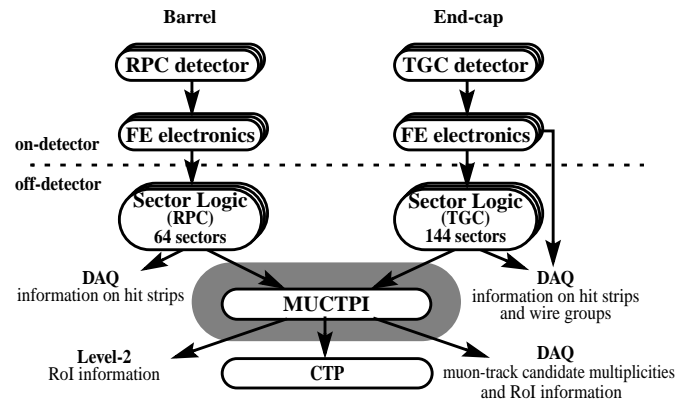 Barrel
End-cap
RPC detector
TGC detector
FE electronics
FE electronics
on-detector
off-detector
Sector Logic
(RPC)
64 sectors
Sector Logic
(TGC)
144 sectors
DAQ
information on hit strips
DAQ
information on hit strips
and wire groups
MUCTPI
Level-2
RoI information
CTP
DAQ
muon-track candidate multiplicities
and RoI information